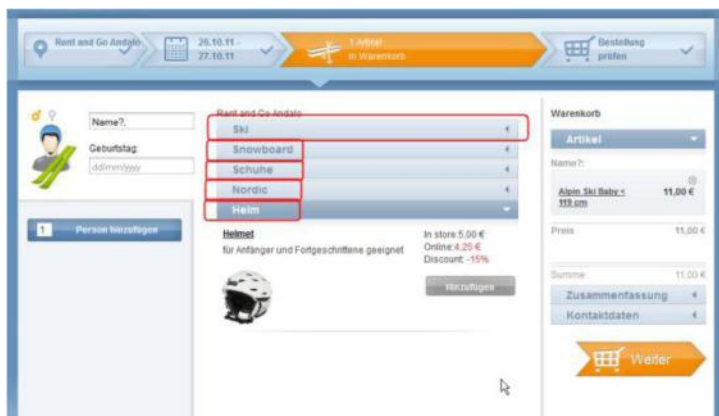 Rent and Go Andalo
26.10.11 -
27.10.11
1 Artikel
in Warenkorb
Bestellung
prüfen
Name?,
Geburtstag:
dd/mm/yyyy
1 Person hinzufügen
Rent and Go Andalo
Ski
Snowboard
Schuhe
Nordic
Helm
Helmet
für Anfänger und Fortgeschrittene geeignet
In store:5,00 €
Online:4,25 €
Discount: -15%
Hinzufügen
Warenkorb
Artikel
Name?:
Alpin Ski Baby < 11,00 €
119 cm
Preis 11,00 €
Summe 11,00 €
Zusammenfassung
Kontaktdaten
Weiter